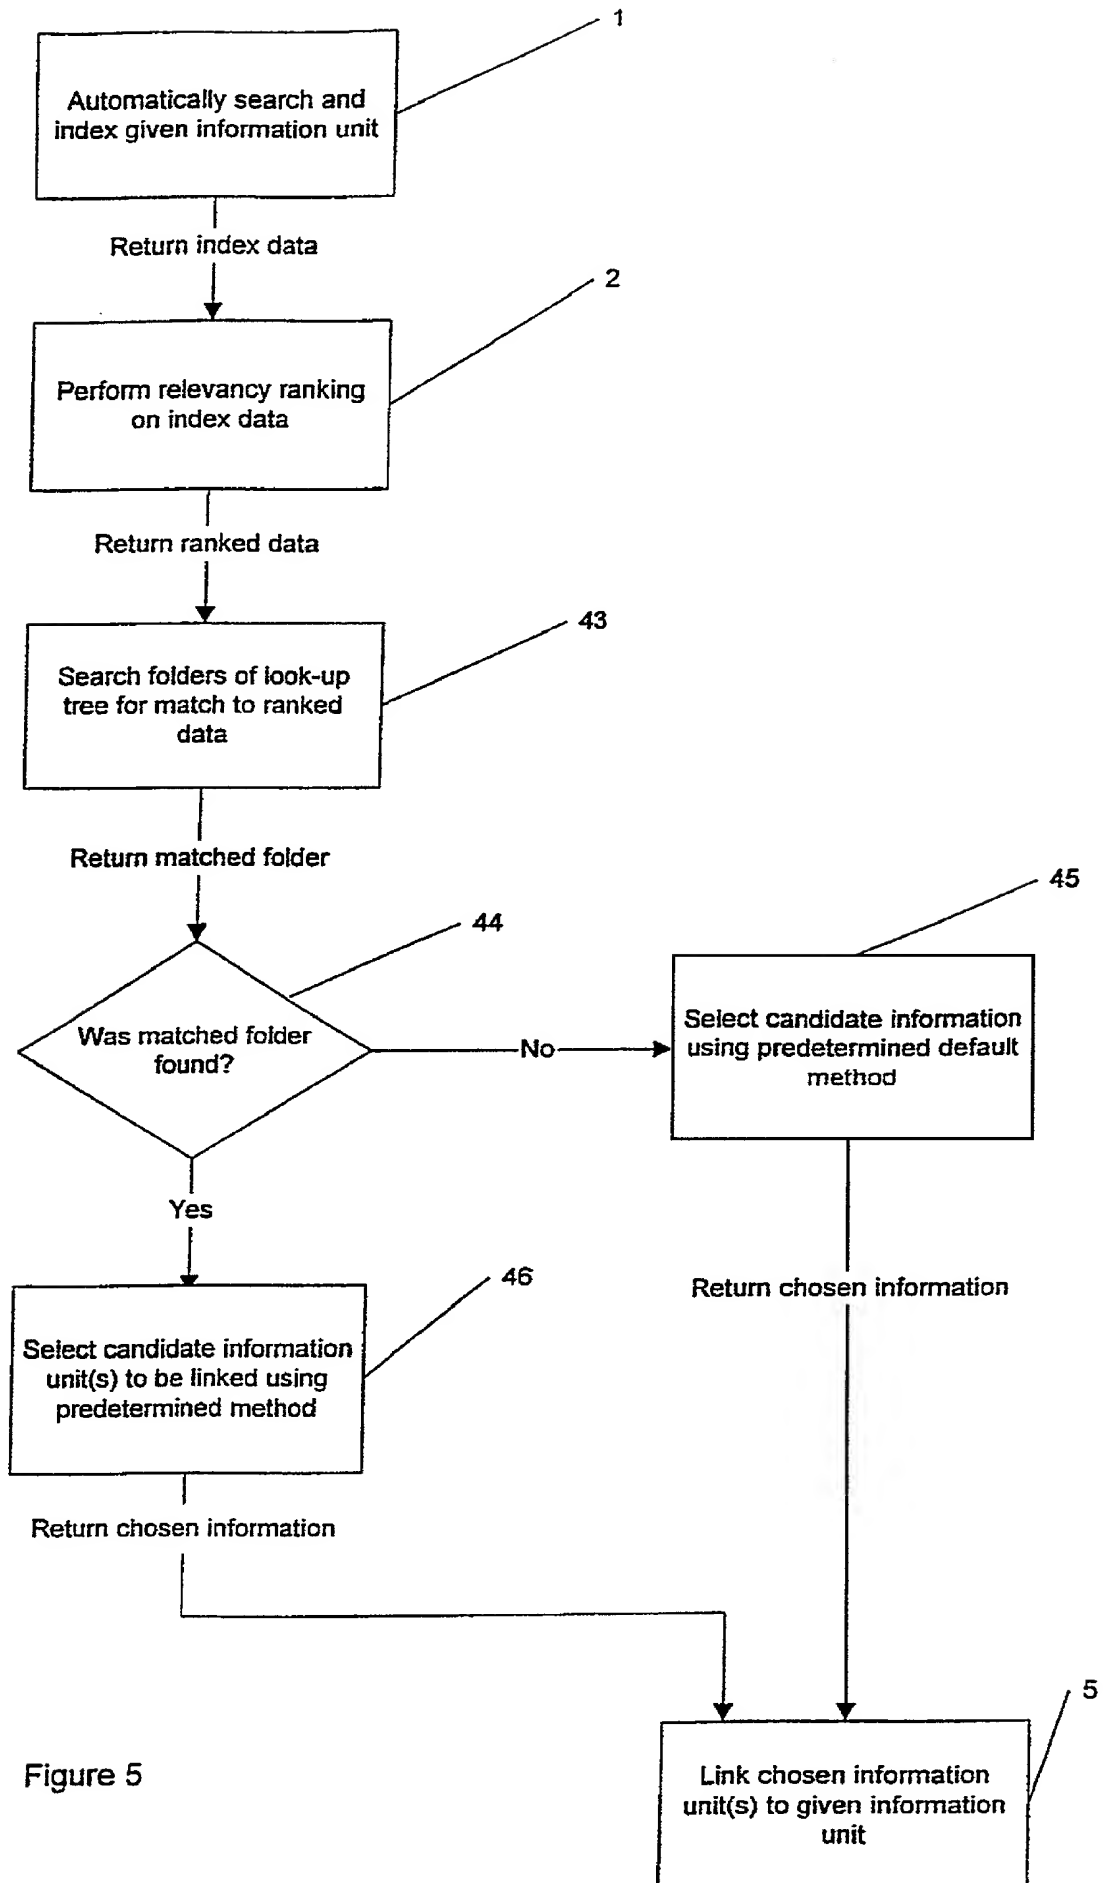 1
Automatically search and
index given information unit
Return index data
2
Perform relevancy ranking
on index data
Return ranked data
43
Search folders of look-up
tree for match to ranked
data
Return matched folder
44
Was matched folder
found?
No
45
Select candidate information
using predetermined default
method
Yes
Return chosen information
46
Select candidate information
unit(s) to be linked using
predetermined method
Return chosen information
5
Link chosen information
unit(s) to given information
unit
Figure 5